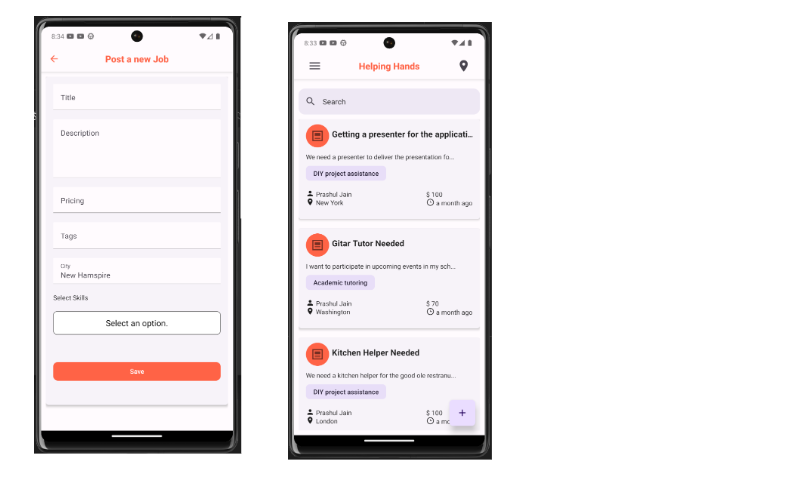 8:34
Post a new Job
Title
Description
Pricing
Tags
City
New Hamspire
Select Skills
Select an option.
Save
8:33
Helping Hands
Search
Getting a presenter for the applicati...
We need a presenter to deliver the presentation fo...
DIY project assistance
Prashul Jain
$ 100
New York
a month ago
Gitar Tutor Needed
I want to participate in upcoming events in my sch...
Academic tutoring
Prashul Jain
$ 70
Washington
a month ago
Kitchen Helper Needed
We need a kitchen helper for the good ole restranu...
DIY project assistance
Prashul Jain
$ 100
London
a mo
+